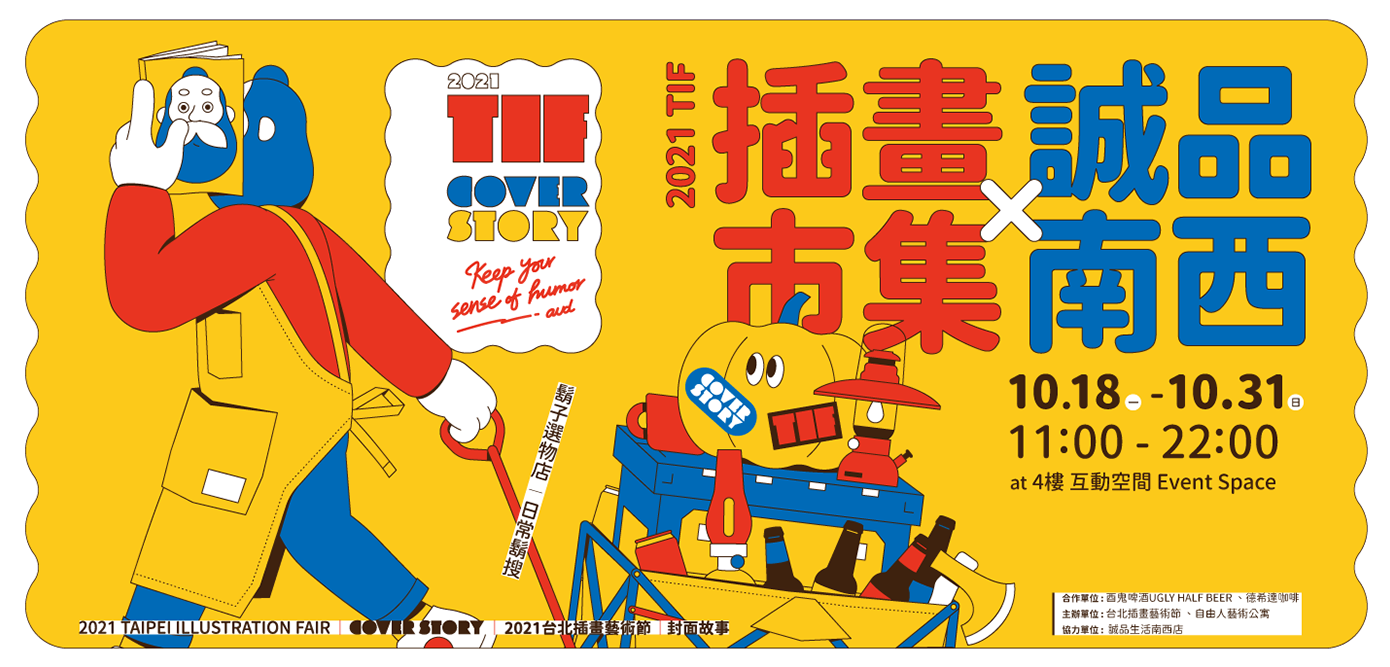 2021
TIF
COVER
STORY
Keep your
sense of humor
- aud
2021 TIF
插畫
市集
×
誠品
南西
10.18 一 - 10.31 日
11:00 - 22:00
at 4樓 互動空間 Event Space
COVER
STORY
TIF
鬍子選物店｜日常鬍搜
合作單位：酉鬼啤酒UGLY HALF BEER 、德希達咖啡
主辦單位：台北插畫藝術節 、自由人藝術公寓
協力單位：誠品生活南西店
2021 TAIPEI ILLUSTRATION FAIR | COVER STORY | 2021台北插畫藝術節 | 封面故事